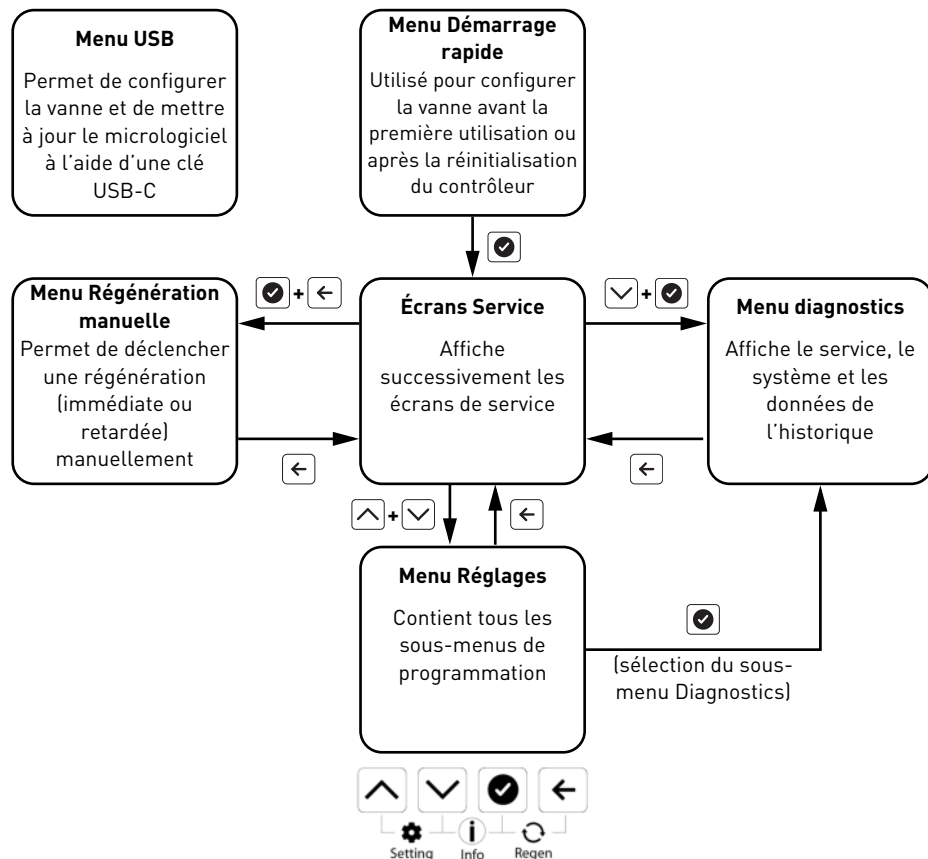 Menu USB
Permet de configurer
la vanne et de mettre
à jour le micrologiciel
à l'aide d'une clé
USB-C
Menu Démarrage
rapide
Utilisé pour configurer
la vanne avant la
première utilisation ou
après la réinitialisation
du contrôleur
Menu Régénération
manuelle
Permet de déclencher
une régénération
(immédiate ou
retardée)
manuellement
+
Écrans Service
Affiche
successivement les
écrans de service
+
Menu diagnostics
Affiche le service, le
système et les
données de
l'historique
+
Menu Réglages
Contient tous les
sous-menus de
programmation
(sélection du sous-
menu Diagnostics)
Setting Info Regen